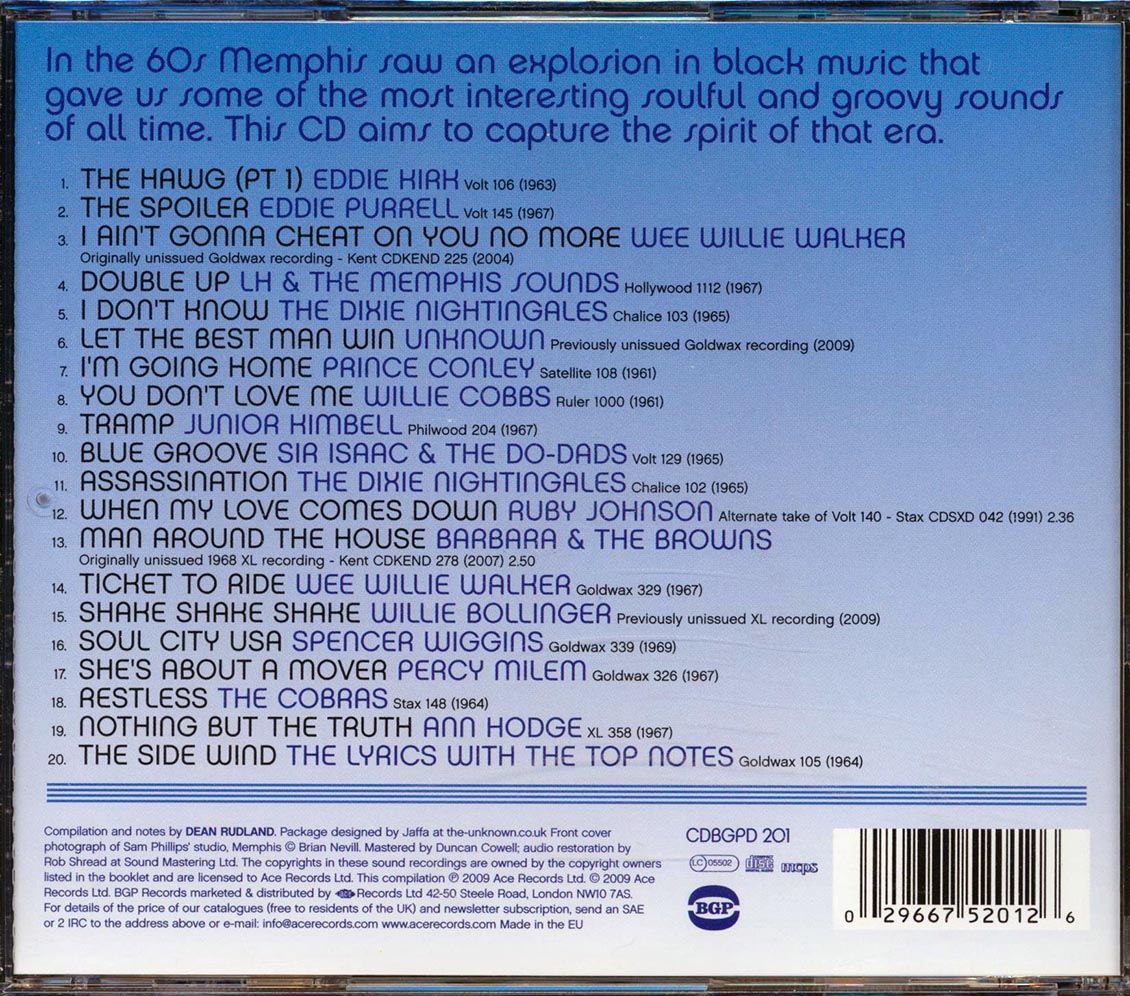 In the 60s Memphis saw an explosion in black music that
gave us some of the most interesting soulful and groovy sounds
of all time. This CD aims to capture the spirit of that era.
1. THE HAWG (PT 1) EDDIE KIRK Volt 106 (1963)
2. THE SPOILER EDDIE PURRELL Volt 145 (1967)
3. I AIN'T GONNA CHEAT ON YOU NO MORE WEE WILLIE WALKER
Originally unissued Goldwax recording - Kent CDKEND 225 (2004)
4. DOUBLE UP LH & THE MEMPHIS SOUNDS Hollywood 1112 (1967)
5. I DON'T KNOW THE DIXIE NIGHTINGALES Chalice 103 (1965)
6. LET THE BEST MAN WIN UNKNOWN Previously unissued Goldwax recording (2009)
7. I'M GOING HOME PRINCE CONLEY Satellite 108 (1961)
8. YOU DON'T LOVE ME WILLIE COBBS Ruler 1000 (1961)
9. TRAMP JUNIOR KIMBELL Philwood 204 (1967)
10. BLUE GROOVE SIR ISAAC & THE DO-DADS Volt 129 (1965)
11. ASSASSINATION THE DIXIE NIGHTINGALES Chalice 102 (1965)
12. WHEN MY LOVE COMES DOWN RUBY JOHNSON Alternate take of Volt 140 - Stax CDSXD 042 (1991) 2.36
13. MAN AROUND THE HOUSE BARBARA & THE BROWNS
Originally unissued 1968 XL recording - Kent CDKEND 278 (2007) 2.50
14. TICKET TO RIDE WEE WILLIE WALKER Goldwax 329 (1967)
15. SHAKE SHAKE SHAKE WILLIE BOLLINGER Previously unissued XL recording (2009)
16. SOUL CITY USA SPENCER WIGGINS Goldwax 339 (1969)
17. SHE'S ABOUT A MOVER PERCY MILEM Goldwax 326 (1967)
18. RESTLESS THE COBRAS Stax 148 (1964)
19. NOTHING BUT THE TRUTH ANN HODGE XL 358 (1967)
20. THE SIDE WIND THE LYRICS WITH THE TOP NOTES Goldwax 105 (1964)
Compilation and notes by DEAN RUDLAND. Package designed by Jaffa at the-unknown.co.uk Front cover
photograph of Sam Phillips' studio, Memphis © Brian Nevill. Mastered by Duncan Cowell; audio restoration by
Rob Shread at Sound Mastering Ltd. The copyrights in these sound recordings are owned by the copyright owners
listed in the booklet and are licensed to Ace Records Ltd. This compilation ℗ 2009 Ace Records Ltd. © 2009 Ace
Records Ltd. BGP Records marketed & distributed by Records Ltd 42-50 Steele Road, London NW10 7AS.
For details of the price of our catalogues (free to residents of the UK) and newsletter subscription, send an SAE
or 2 IRC to the address above or e-mail: info@acerecords.com www.acerecords.com Made in the EU
CDBGPD 201
LC 05502 disc mcps
BGP
0 29667 52012 6